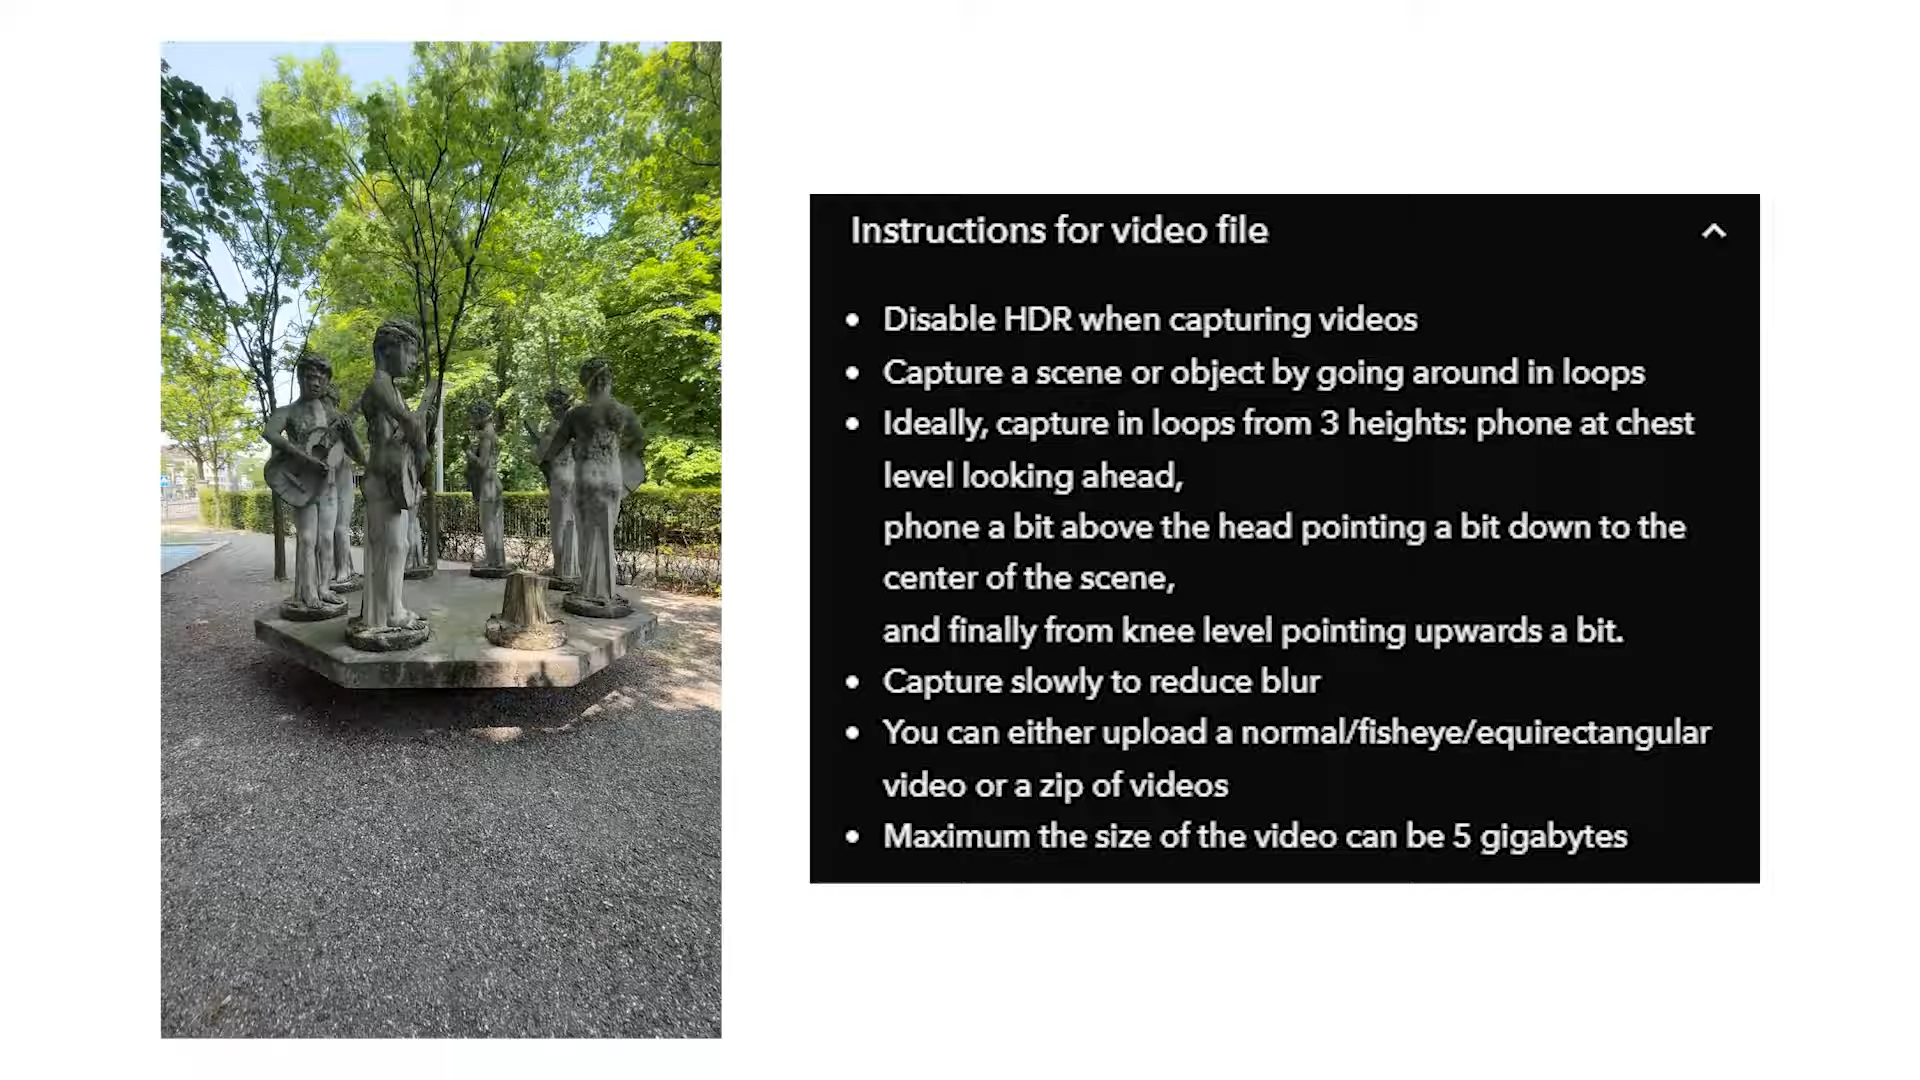 Instructions for video file
• Disable HDR when capturing videos
• Capture a scene or object by going around in loops
• Ideally, capture in loops from 3 heights: phone at chest
level looking ahead,
phone a bit above the head pointing a bit down to the
center of the scene,
and finally from knee level pointing upwards a bit.
• Capture slowly to reduce blur
• You can either upload a normal/fisheye/equirectangular
video or a zip of videos
• Maximum the size of the video can be 5 gigabytes